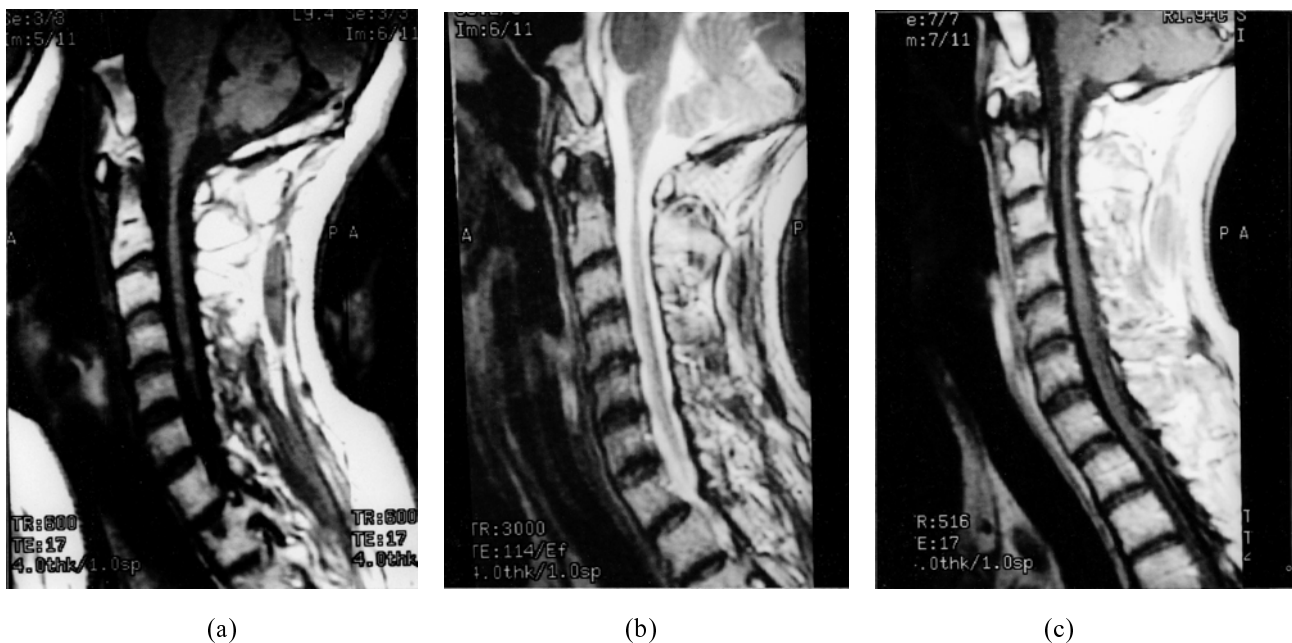 Se:3/3
Im:5/11
Se:3/3
Im:6/11
A
P A
TR:600
TE:17
4.0thk/1.0sp
TR:600
TE:17
4.0thk/1.0sp
(a)
Im:6/11
A
P
TR:3000
TE:114/Ef
4.0thk/1.0sp
(b)
e:7/7
m:7/11
S
I
P A
R:516
E:17
.0thk/1.0sp
(c)